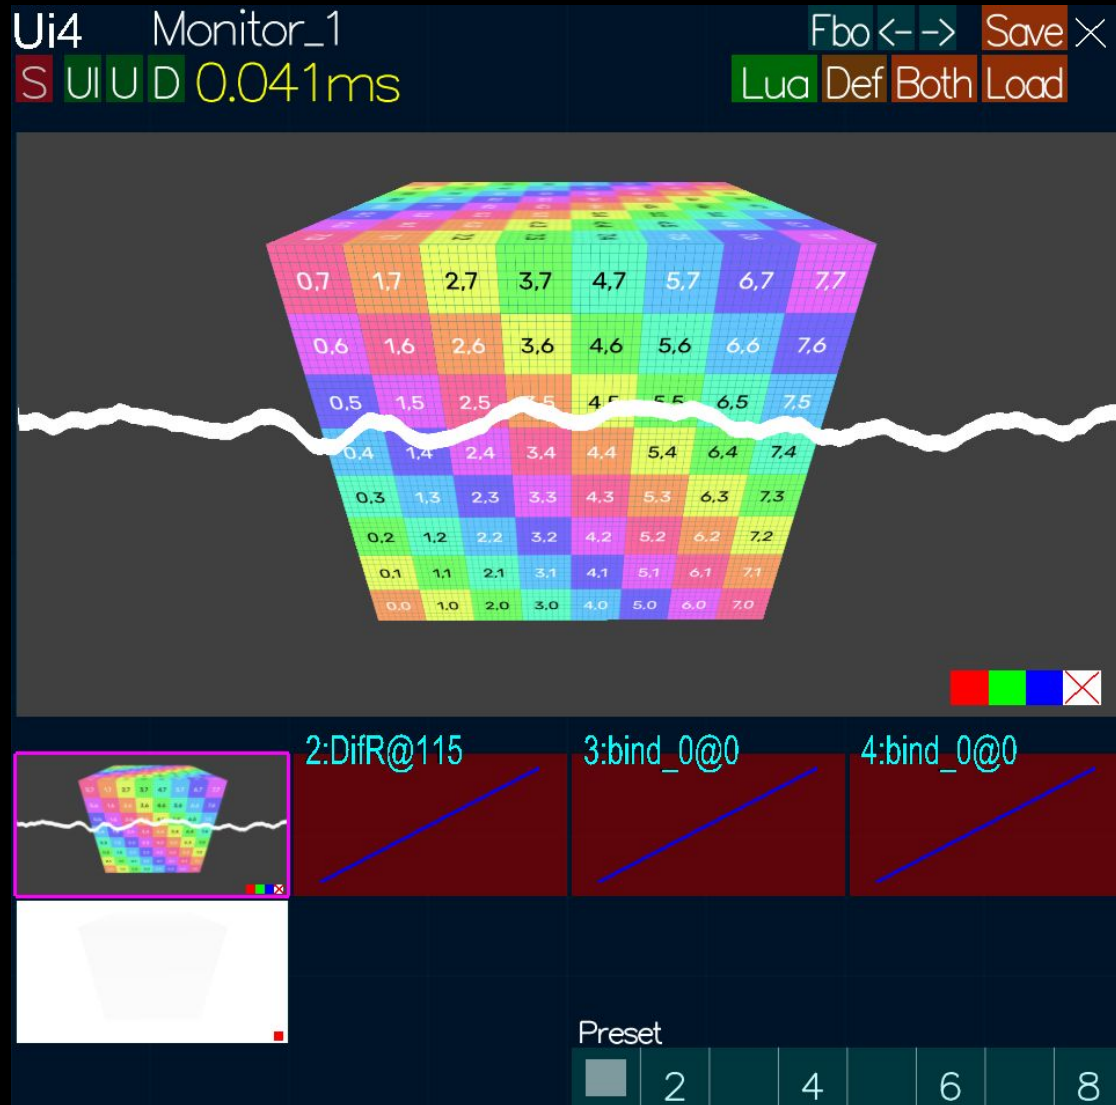 Ui4 Monitor_1 Fbo <- -> Save
S UI U D 0.041ms Lua Def Both Load
0,7 1,7 2,7 3,7 4,7 5,7 6,7 7,7
0,6 1,6 2,6 3,6 4,6 5,6 6,6 7,6
0,5 1,5 2,5 4,5 5,5 6,5 7,5
0,4 1,4 2,4 3,4 4,4 5,4 6,4 7,4
0,3 1,3 2,3 3,3 4,3 5,3 6,3 7,3
0,2 1,2 2,2 3,2 4,2 5,2 6,2 7,2
0,1 1,1 2,1 3,1 4,1 5,1 6,1 7,1
0,0 1,0 2,0 3,0 4,0 5,0 6,0 7,0
2:DifR@115 3:bind_0@0 4:bind_0@0
Preset
2 4 6 8